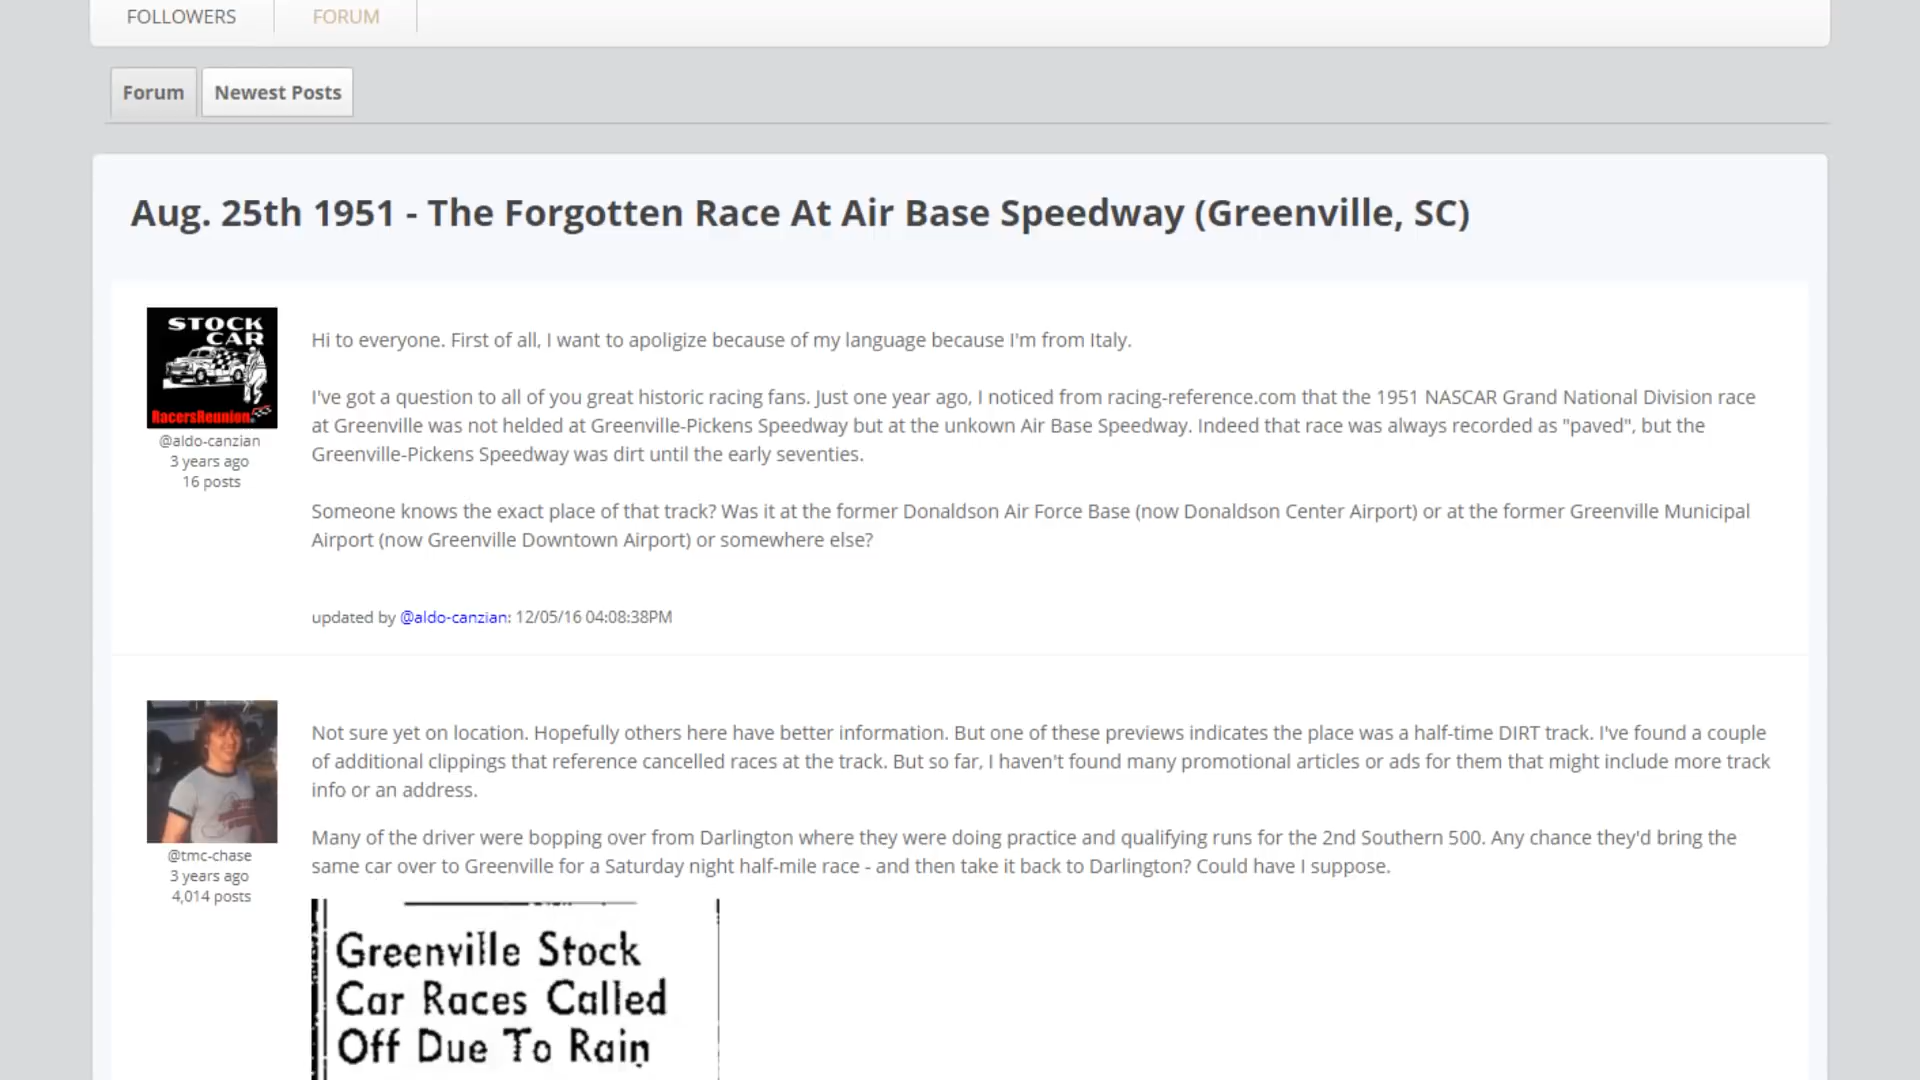 FOLLOWERS
FORUM
Forum
Newest Posts
Aug. 25th 1951 - The Forgotten Race At Air Base Speedway (Greenville, SC)
STOCK
CAR
RacersReunion
@aldo-canzian
3 years ago
16 posts
Hi to everyone. First of all, I want to apoligize because of my language because I'm from Italy.
I've got a question to all of you great historic racing fans. Just one year ago, I noticed from racing-reference.com that the 1951 NASCAR Grand National Division race
at Greenville was not helded at Greenville-Pickens Speedway but at the unkown Air Base Speedway. Indeed that race was always recorded as "paved", but the
Greenville-Pickens Speedway was dirt until the early seventies.
Someone knows the exact place of that track? Was it at the former Donaldson Air Force Base (now Donaldson Center Airport) or at the former Greenville Municipal
Airport (now Greenville Downtown Airport) or somewhere else?
updated by @aldo-canzian: 12/05/16 04:08:38PM
@tmc-chase
3 years ago
4,014 posts
Not sure yet on location. Hopefully others here have better information. But one of these previews indicates the place was a half-time DIRT track. I've found a couple
of additional clippings that reference cancelled races at the track. But so far, I haven't found many promotional articles or ads for them that might include more track
info or an address.
Many of the driver were bopping over from Darlington where they were doing practice and qualifying runs for the 2nd Southern 500. Any chance they'd bring the
same car over to Greenville for a Saturday night half-mile race - and then take it back to Darlington? Could have I suppose.
Greenville Stock
Car Races Called
Off Due To Rain